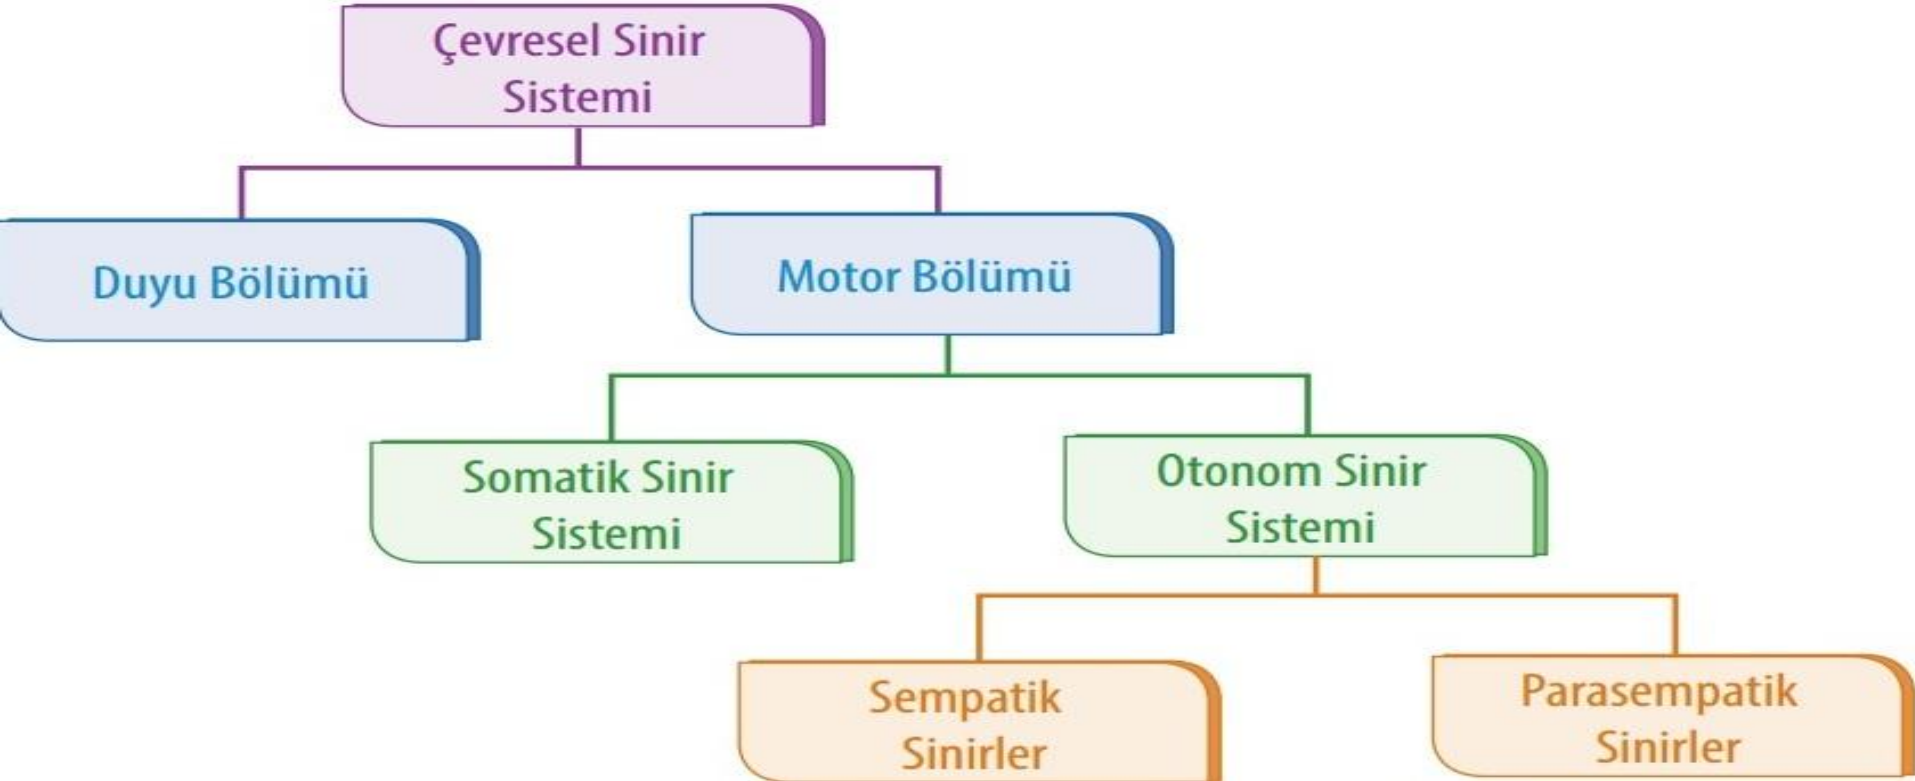 Çevresel Sinir
Sistemi
Duyu Bölümü
Motor Bölümü
Somatik Sinir
Sistemi
Otonom Sinir
Sistemi
Sempatik
Sinirler
Parasempatik
Sinirler